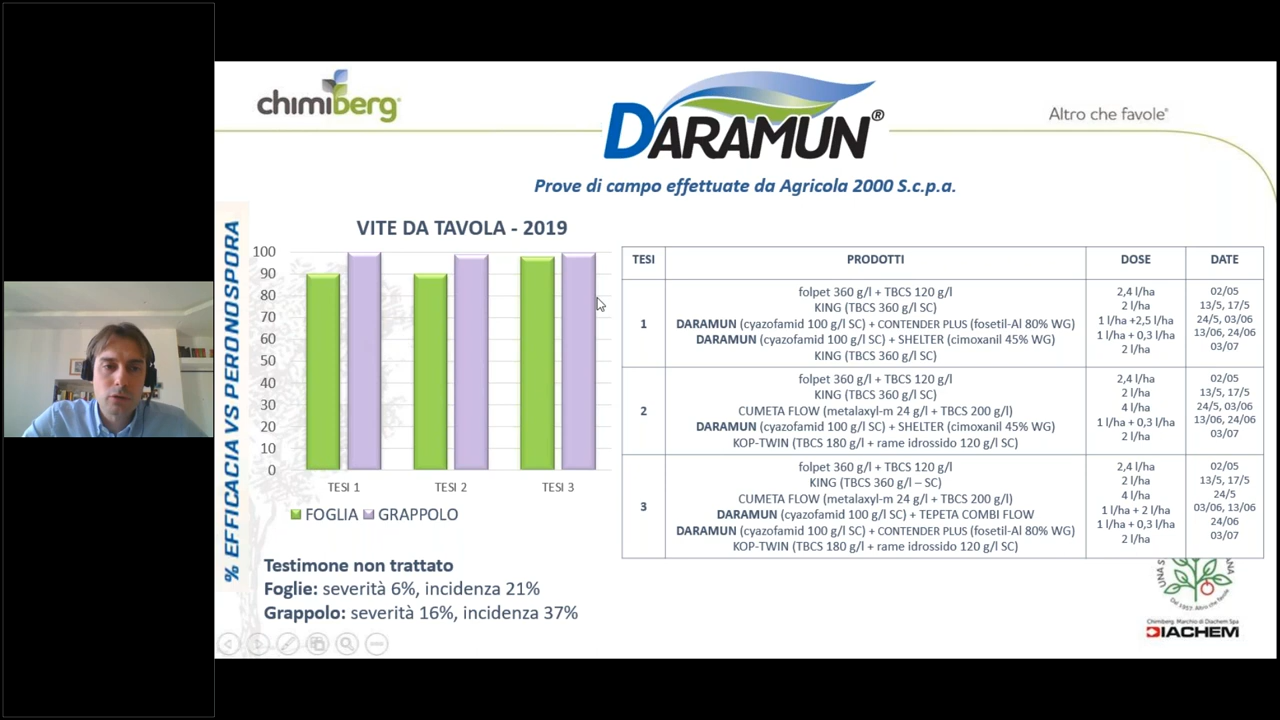 chimiberg®
DARAMUN®
Altro che favole®
Prove di campo effettuate da Agricola 2000 S.c.p.a.
% EFFICACIA VS PERONOSPORA
VITE DA TAVOLA - 2019
100
90
80
70
60
50
40
30
20
10
0
TESI 1 TESI 2 TESI 3
FOGLIA GRAPPOLO
Testimone non trattato
Foglie: severità 6%, incidenza 21%
Grappolo: severità 16%, incidenza 37%
TESI PRODOTTI DOSE DATE
1
folpet 360 g/l + TBCS 120 g/l 2,4 l/ha 02/05
KING (TBCS 360 g/l SC) 2 l/ha 13/5, 17/5
DARAMUN (cyazofamid 100 g/l SC) + CONTENDER PLUS (fosetil-Al 80% WG) 1 l/ha +2,5 l/ha 24/5, 03/06
DARAMUN (cyazofamid 100 g/l SC) + SHELTER (cimoxanil 45% WG) 1 l/ha + 0,3 l/ha 13/06, 24/06
KING (TBCS 360 g/l SC) 2 l/ha 03/07
2
folpet 360 g/l + TBCS 120 g/l 2,4 l/ha 02/05
KING (TBCS 360 g/l SC) 2 l/ha 13/5, 17/5
CUMETA FLOW (metalaxyl-m 24 g/l + TBCS 200 g/l) 4 l/ha 24/5, 03/06
DARAMUN (cyazofamid 100 g/l SC) + SHELTER (cimoxanil 45% WG) 1 l/ha + 0,3 l/ha 13/06, 24/06
KOP-TWIN (TBCS 180 g/l + rame idrossido 120 g/l SC) 2 l/ha 03/07
3
folpet 360 g/l + TBCS 120 g/l 2,4 l/ha 02/05
KING (TBCS 360 g/l – SC) 2 l/ha 13/5, 17/5
CUMETA FLOW (metalaxyl-m 24 g/l + TBCS 200 g/l) 4 l/ha 24/5
DARAMUN (cyazofamid 100 g/l SC) + TEPETA COMBI FLOW 1 l/ha + 2 l/ha 03/06, 13/06
DARAMUN (cyazofamid 100 g/l SC) + CONTENDER PLUS (fosetil-Al 80% WG) 1 l/ha + 0,3 l/ha 24/06
KOP-TWIN (TBCS 180 g/l + rame idrossido 120 g/l SC) 2 l/ha 03/07
Dal 1957. Altro che favole
Chimiberg. Marchio di Diachem Spa
DIACHEM